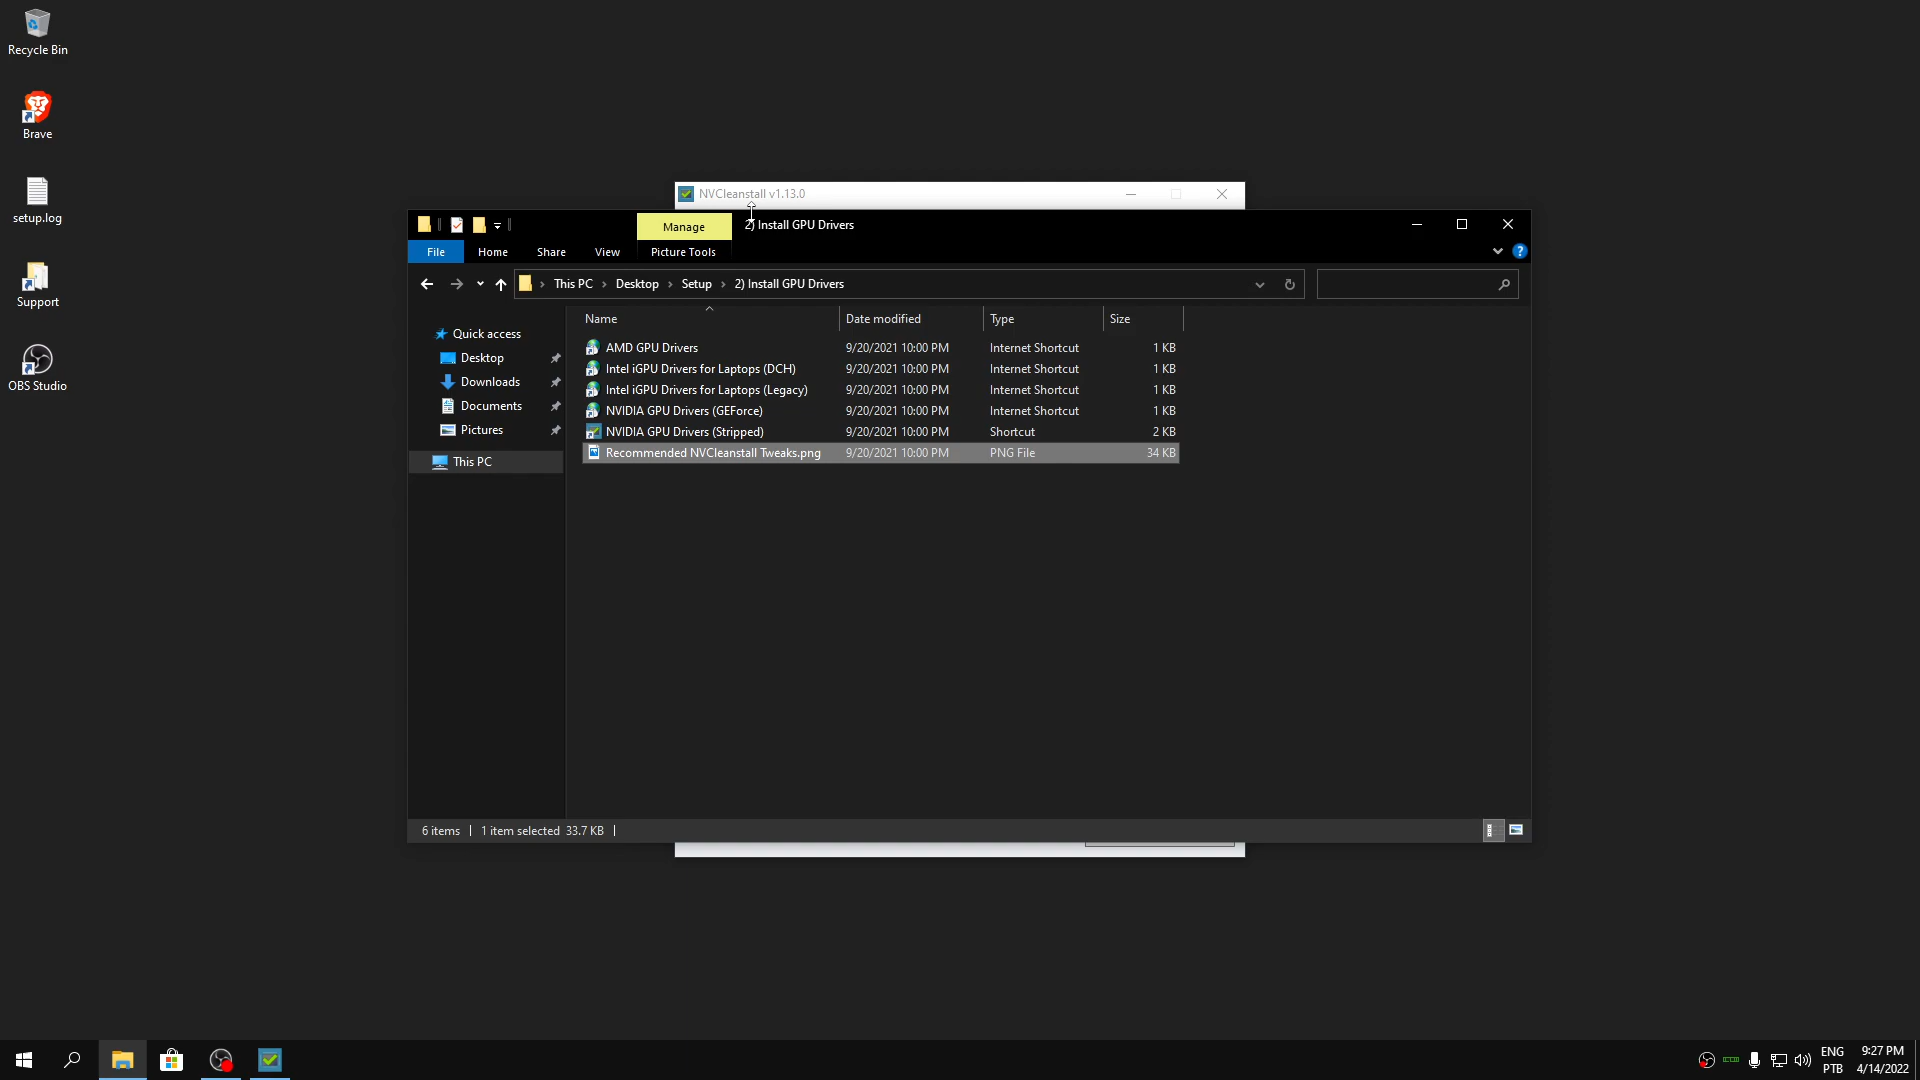 Recycle Bin
Brave
setup.log
Support
OBS Studio
NVCleanstall v1.13.0
Manage
2) Install GPU Drivers
File
Home
Share
View
Picture Tools
This PC
Desktop
Setup
2) Install GPU Drivers
Name
Date modified
Type
Size
Quick access
Desktop
Downloads
Documents
Pictures
This PC
AMD GPU Drivers 9/20/2021 10:00 PM Internet Shortcut 1 KB
Intel iGPU Drivers for Laptops (DCH) 9/20/2021 10:00 PM Internet Shortcut 1 KB
Intel iGPU Drivers for Laptops (Legacy) 9/20/2021 10:00 PM Internet Shortcut 1 KB
NVIDIA GPU Drivers (GEForce) 9/20/2021 10:00 PM Internet Shortcut 1 KB
NVIDIA GPU Drivers (Stripped) 9/20/2021 10:00 PM Shortcut 2 KB
Recommended NVCleanstall Tweaks.png 9/20/2021 10:00 PM PNG File 34 KB
6 items
1 item selected 33.7 KB
ENG
PTB
9:27 PM
4/14/2022